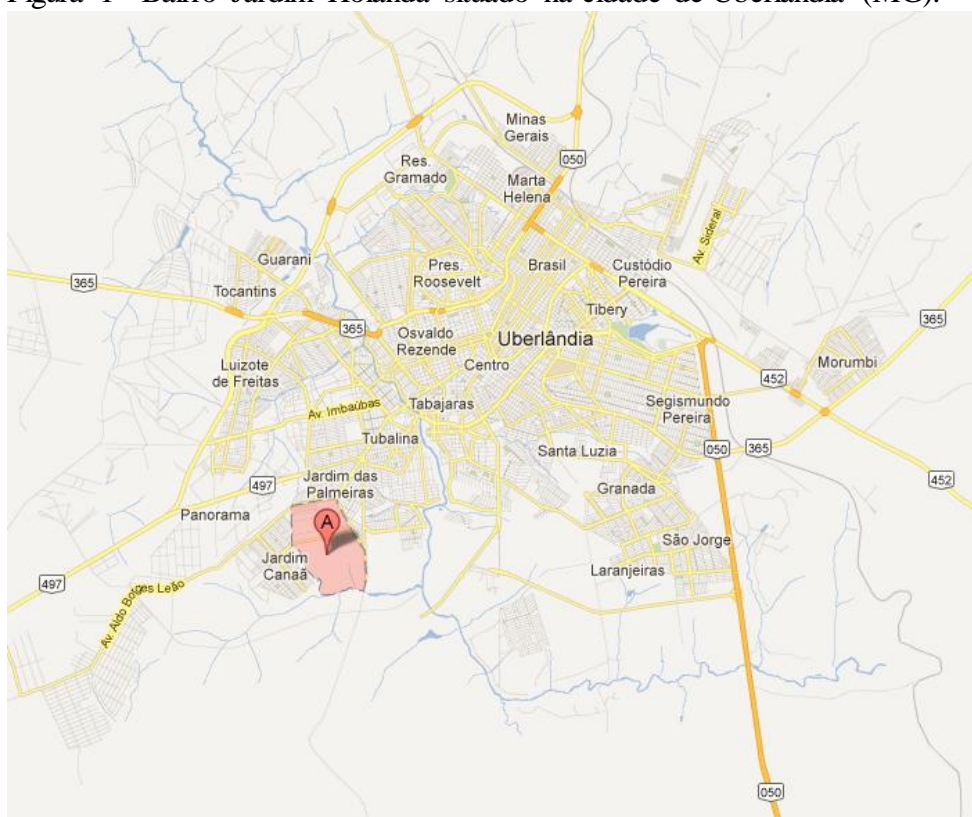 Figura 1 Bairro Jardim Holanda situado na cidade de Uberlândia (MG).
Minas
Gerais
050
Res.
Gramado
Marta
Helena
Av. Sideral
Guarani
Pres.
Roosevelt
Brasil
Custódio
Pereira
365
Tocantins
Tibery
365
365
Osvaldo
Rezende
Uberlândia
Centro
Luizote
de Freitas
Morumbi
452
Av. Imbaúbas
Tabajaras
Segismundo
Pereira
Tubalina
Santa Luzia
050
365
Jardim das
Palmeiras
497
Granada
452
Panorama
A
São Jorge
Jardim
Canaã
Laranjeiras
497
Av. Aldo Borges Leão
050